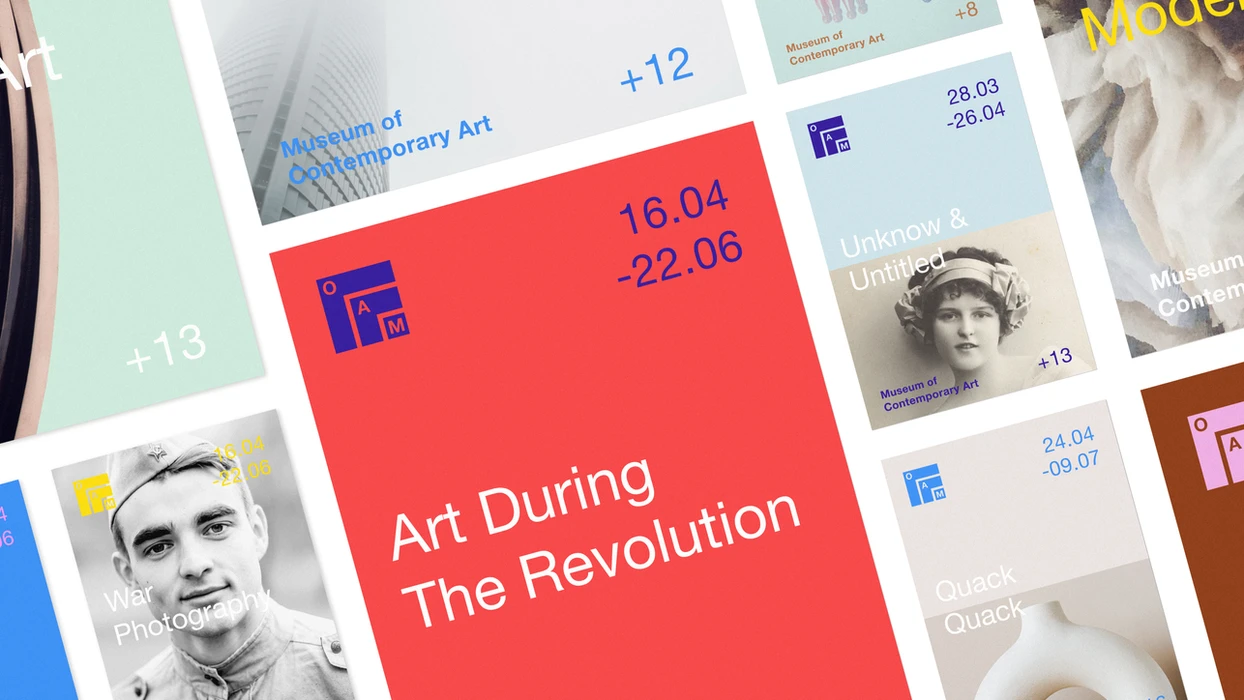 Art
+13
Museum of
Contemporary Art
+12
Museum of
Contemporary Art
+8
O
A
M
16.04
-22.06
Art During
The Revolution
O
A
M
28.03
-26.04
Unknow &
Untitled
Museum of
Contemporary Art
+13
Museum
O
A
M
16.04
-22.06
War
Photography
O
A
M
24.04
-09.07
Quack
Quack
O
A